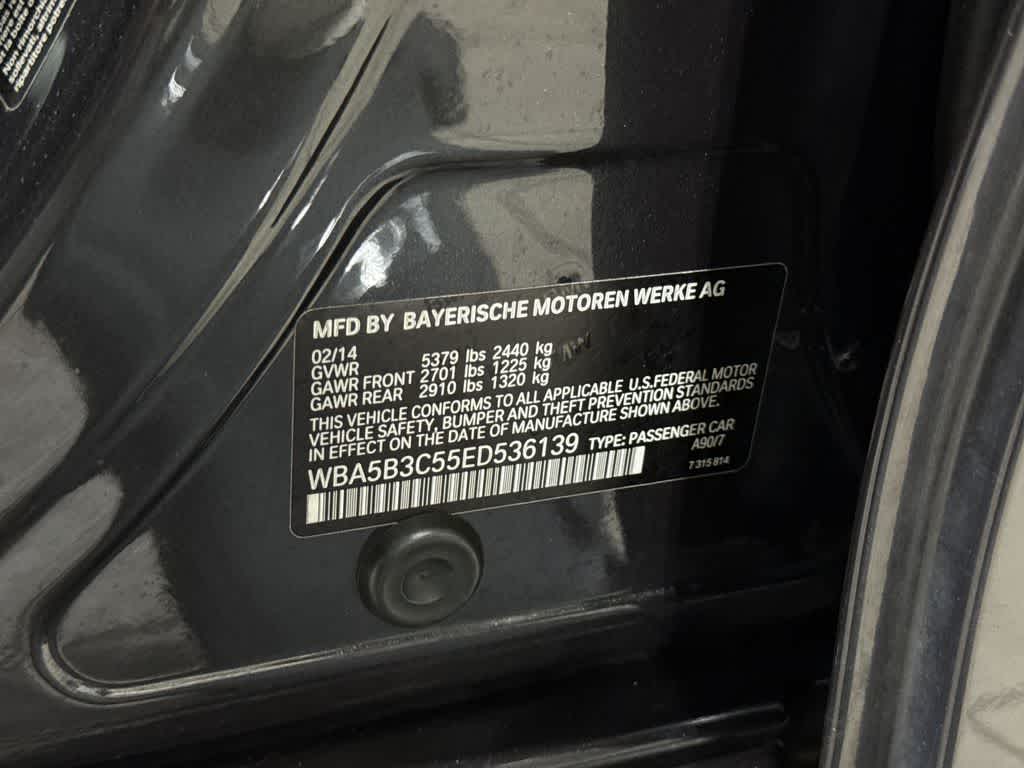 MFD BY BAYERISCHE MOTOREN WERKE AG
02/14
GVWR 5379 lbs 2440 kg
GAWR FRONT 2701 lbs 1225 kg
GAWR REAR 2910 lbs 1320 kg
THIS VEHICLE CONFORMS TO ALL APPLICABLE U.S.FEDERAL MOTOR
VEHICLE SAFETY, BUMPER AND THEFT PREVENTION STANDARDS
IN EFFECT ON THE DATE OF MANUFACTURE SHOWN ABOVE.
WBA5B3C55ED536139 TYPE: PASSENGER CAR
A90/7
7 315 814